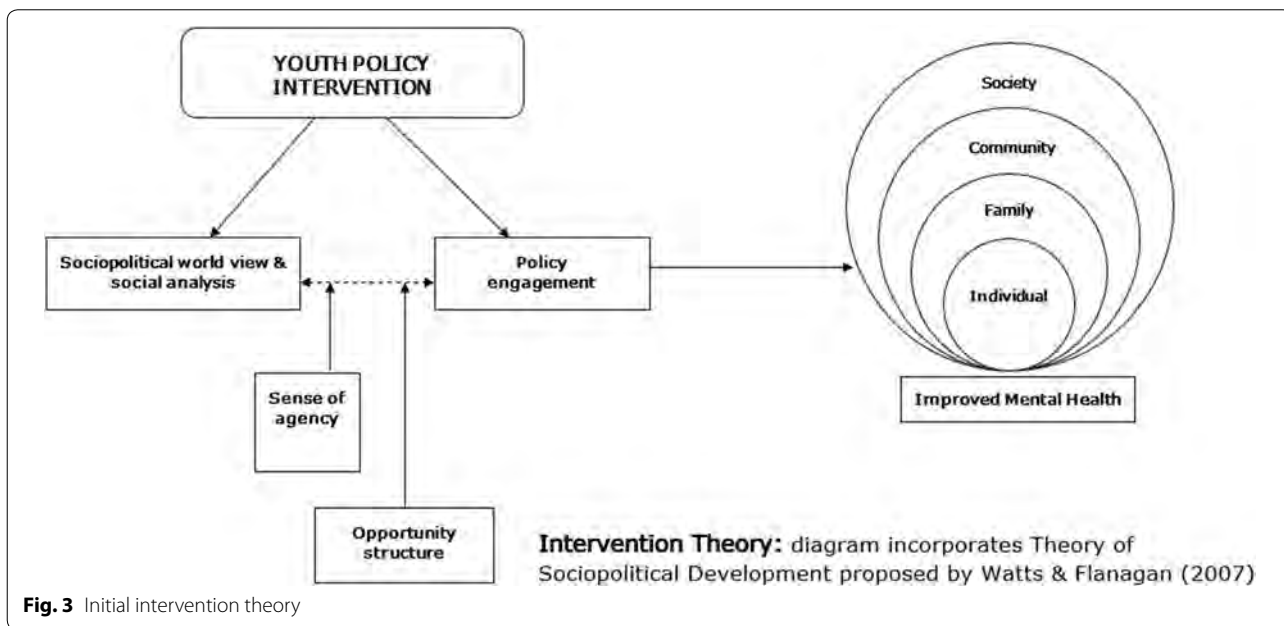 YOUTH POLICY
INTERVENTION
Society
Community
Family
Individual
Sociopolitical world view &
social analysis
Policy
engagement
Sense of
agency
Improved Mental Health
Opportunity
structure
Intervention Theory: diagram incorporates Theory of
Sociopolitical Development proposed by Watts & Flanagan (2007)
Fig. 3 Initial intervention theory